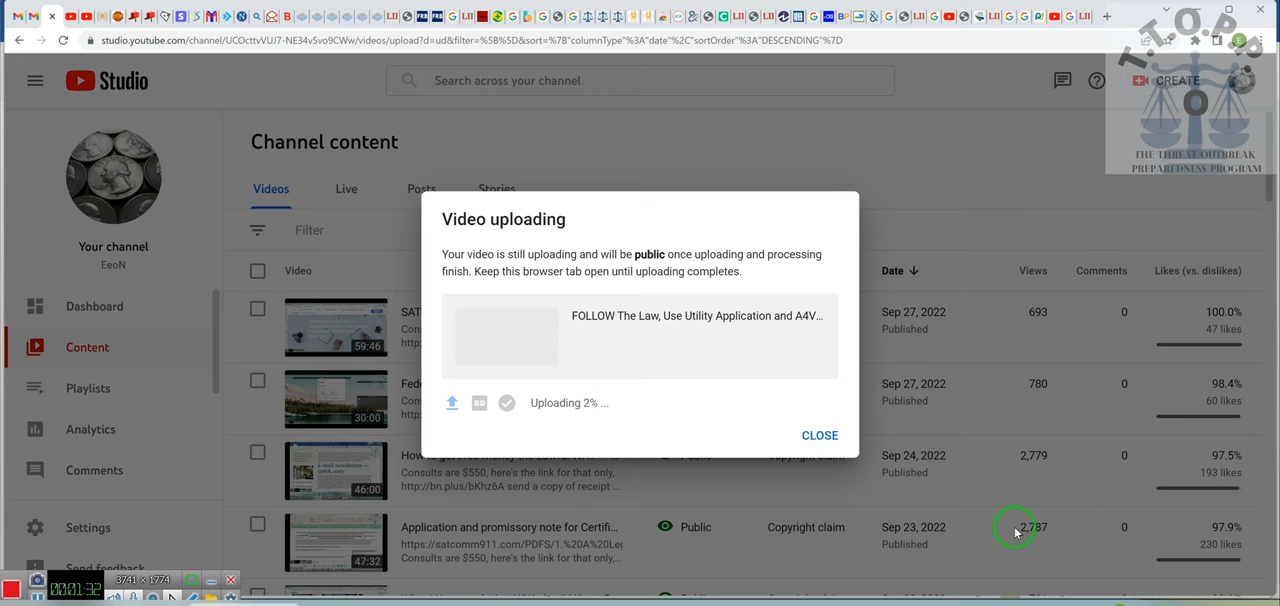 studio.youtube.com/channel/UCOcttvVUJ7-NE34v5vo9CWw/videos/upload?d=ud&filter=%5B%5D&sort=%7B"columnType"%3A"date"%2C"sortOrder"%3A"DESCENDING"%7D
Studio
Search across your channel
CREATE
T.T.O.P.P.
O
THE THREAT OUTBREAK
PREPAREDNESS PROGRAM
Channel content
Videos Live Posts Stories
Your channel
EeoN
Filter
Video Date Views Comments Likes (vs. dislikes)
Dashboard
Content
Playlists
Analytics
Comments
Settings
Send feedback
Video uploading
Your video is still uploading and will be public once uploading and processing
finish. Keep this browser tab open until uploading completes.
FOLLOW The Law, Use Utility Application and A4V...
Uploading 2% ...
CLOSE
SAT
59:46
Sep 27, 2022 693 0 100.0%
Published 47 likes
Fede
30:00
Sep 27, 2022 780 0 98.4%
Published 60 likes
Consults are $550, here's the link for that only,
http://bn.plus/bKhz6A send a copy of receipt ...
46:00
Public Copyright claim
Sep 24, 2022 2,779 0 97.5%
Published 193 likes
Application and promissory note for Certifi...
https://satcomm911.com/PDFS/1.%20A%20Leg
Consults are $550, here's the link for that only, ...
47:32
Public Copyright claim
Sep 23, 2022 2,787 0 97.9%
Published 230 likes
00:01:32
3741 × 1774